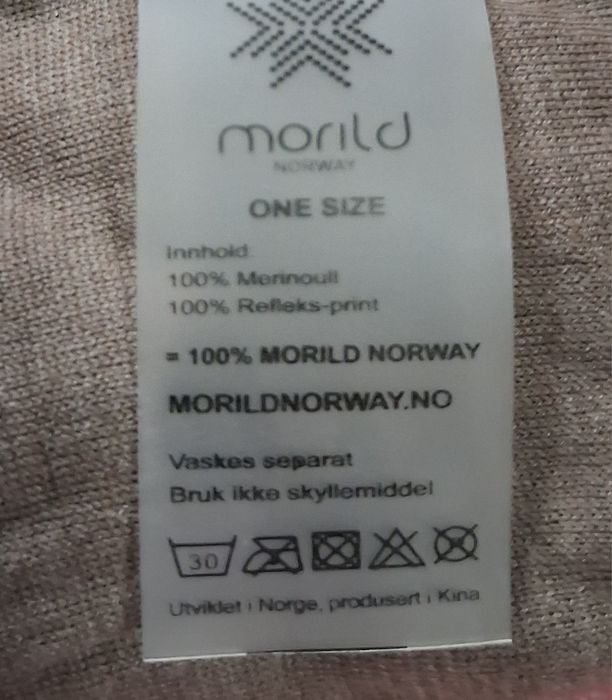 morild
NORWAY
ONE SIZE
Innhold:
100% Merinoull
100% Refleks-print
= 100% MORILD NORWAY
MORILDNORWAY.NO
Vaskes separat
Bruk ikke skyllemiddel
30
Utviklet i Norge, produsert i Kina